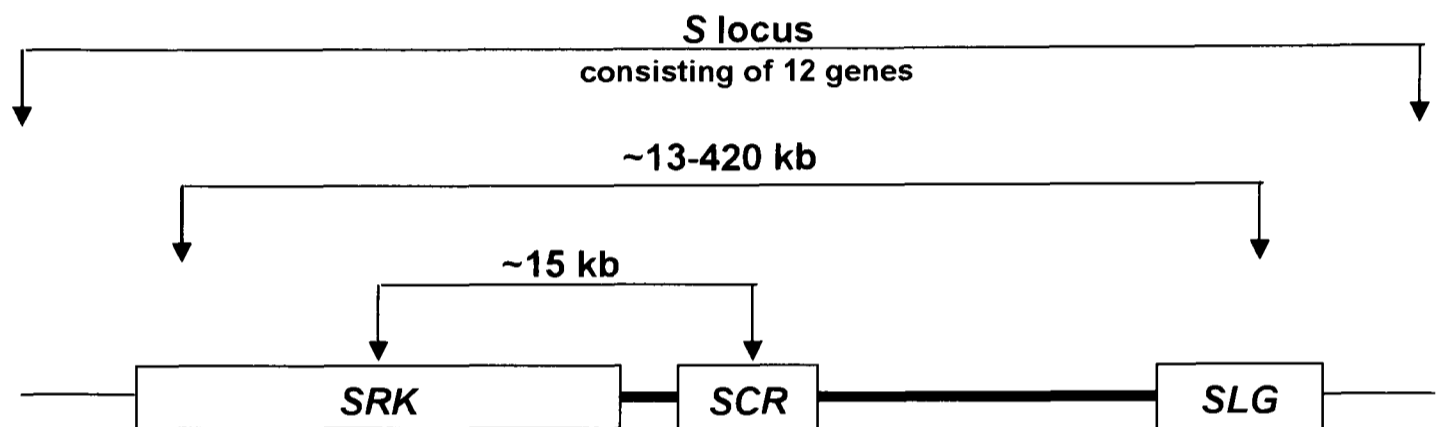 S locus
consisting of 12 genes
~13-420 kb
~15 kb
SRK SCR SLG